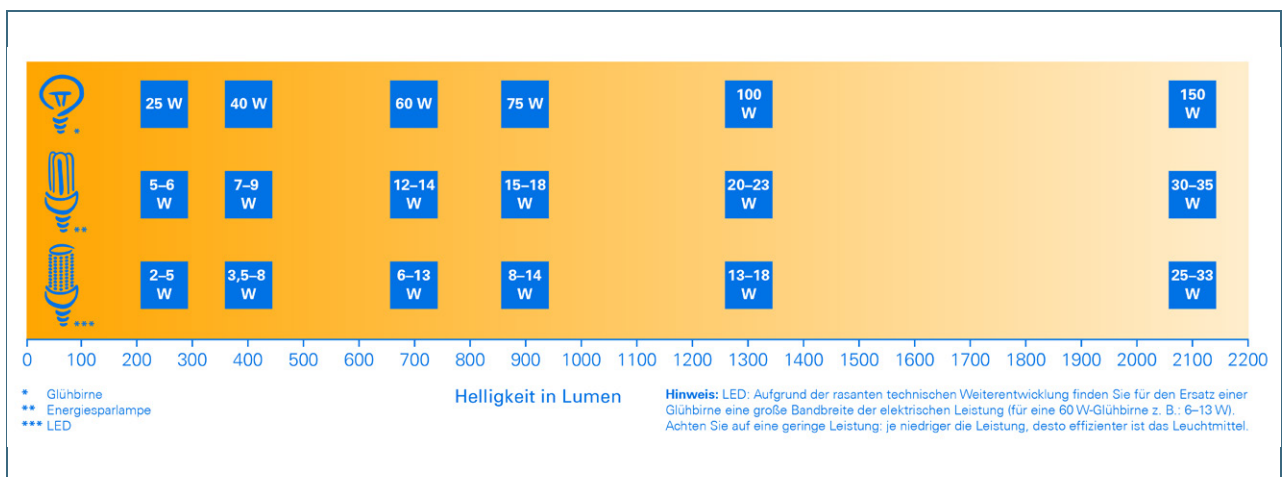 25 W 40 W 60 W 75 W 100 W 150 W
*
5–6 W 7–9 W 12–14 W 15–18 W 20–23 W 30–35 W
**
2–5 W 3,5–8 W 6–13 W 8–14 W 13–18 W 25–33 W
***
0 100 200 300 400 500 600 700 800 900 1000 1100 1200 1300 1400 1500 1600 1700 1800 1900 2000 2100 2200
Helligkeit in Lumen
* Glühbirne
** Energiesparlampe
*** LED
Hinweis: LED: Aufgrund der rasanten technischen Weiterentwicklung finden Sie für den Ersatz einer
Glühbirne eine große Bandbreite der elektrischen Leistung (für eine 60 W-Glühbirne z. B.: 6–13 W).
Achten Sie auf eine geringe Leistung: je niedriger die Leistung, desto effizienter ist das Leuchtmittel.